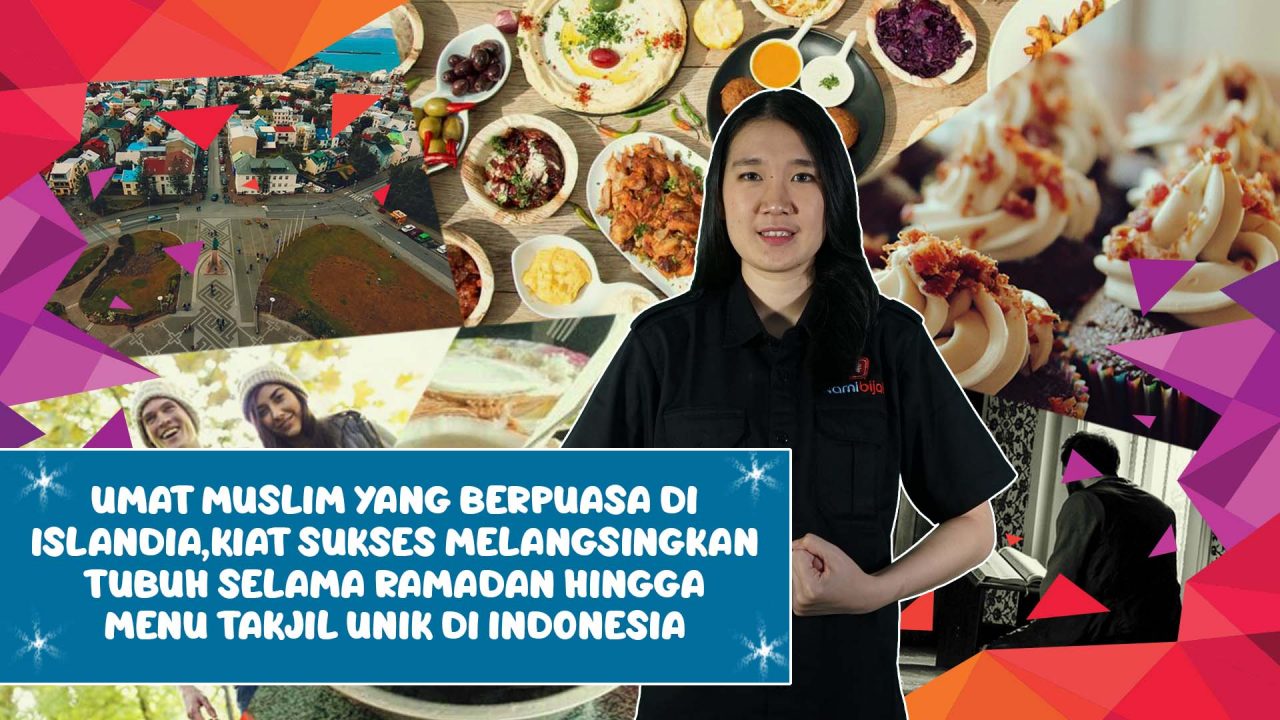 UMAT MUSLIM YANG BERPUASA DI
ISLANDIA,KIAT SUKSES MELANGSINGKAN
TUBUH SELAMA RAMADAN HINGGA
MENU TAKJIL UNIK DI INDONESIA